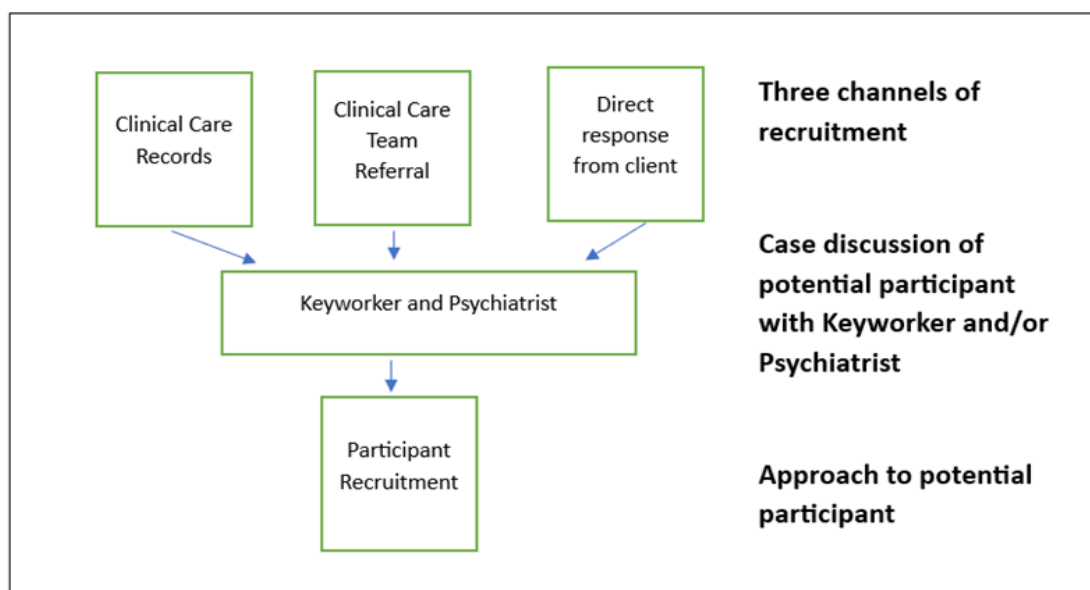 Clinical Care
Records
Clinical Care
Team
Referral
Direct
response
from client
Three channels of
recruitment
Keyworker and Psychiatrist
Case discussion of
potential participant
with Keyworker and/or
Psychiatrist
Participant
Recruitment
Approach to potential
participant